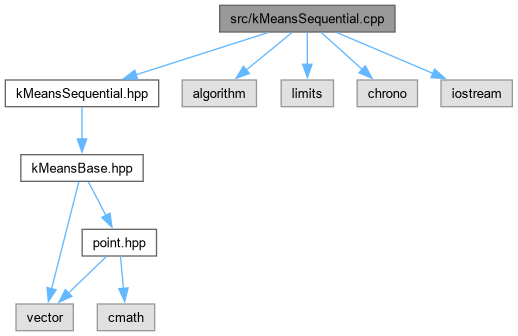 src/kMeansSequential.cpp
kMeansSequential.hpp
algorithm
limits
chrono
iostream
kMeansBase.hpp
point.hpp
vector
cmath